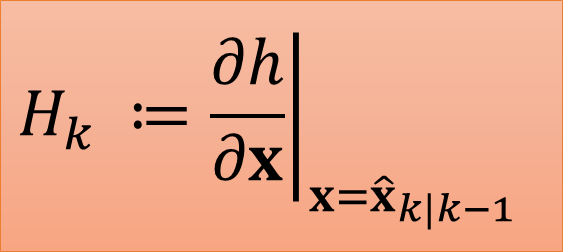 H_k := ∂h/∂𝐱 |_{𝐱=𝐱̂_{k|k−1}}